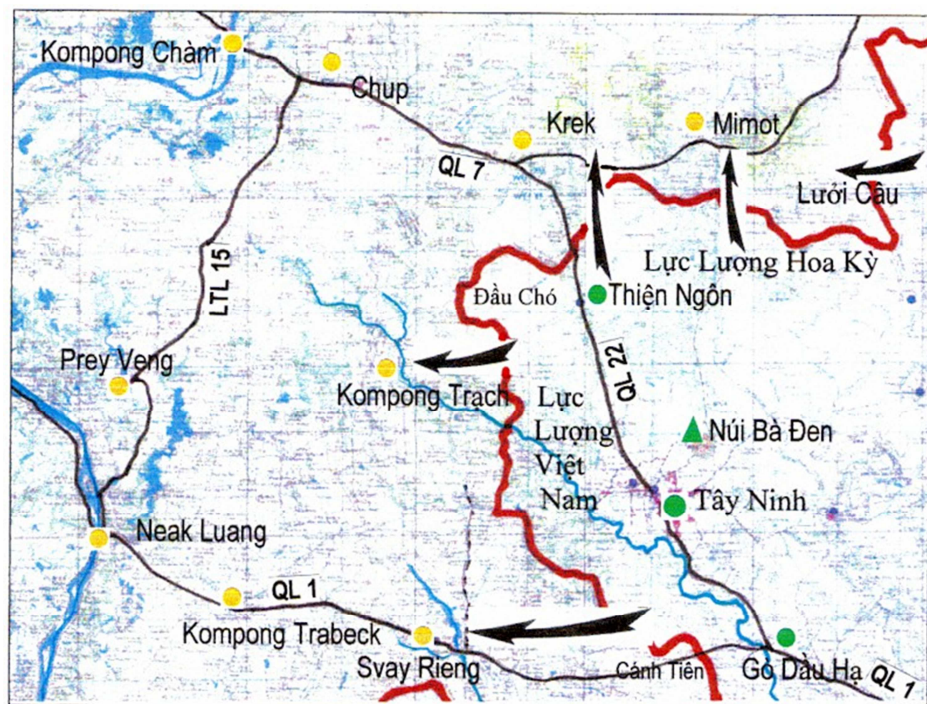 Kompong Chàm
Chup
Krek
Mimot
QL 7
Lưởi Câu
Lực Lượng Hoa Kỳ
LTL 15
Đầu Chó
Thiện Ngôn
Prey Veng
Kompong Trạch
QL 22
Lực
Lượng
Việt
Nam
Núi Bà Đen
Tây Ninh
Neak Luang
QL 1
Kompong Trabeck
Svay Rieng
Cánh Tiên
Gò Dầu Hạ
QL 1